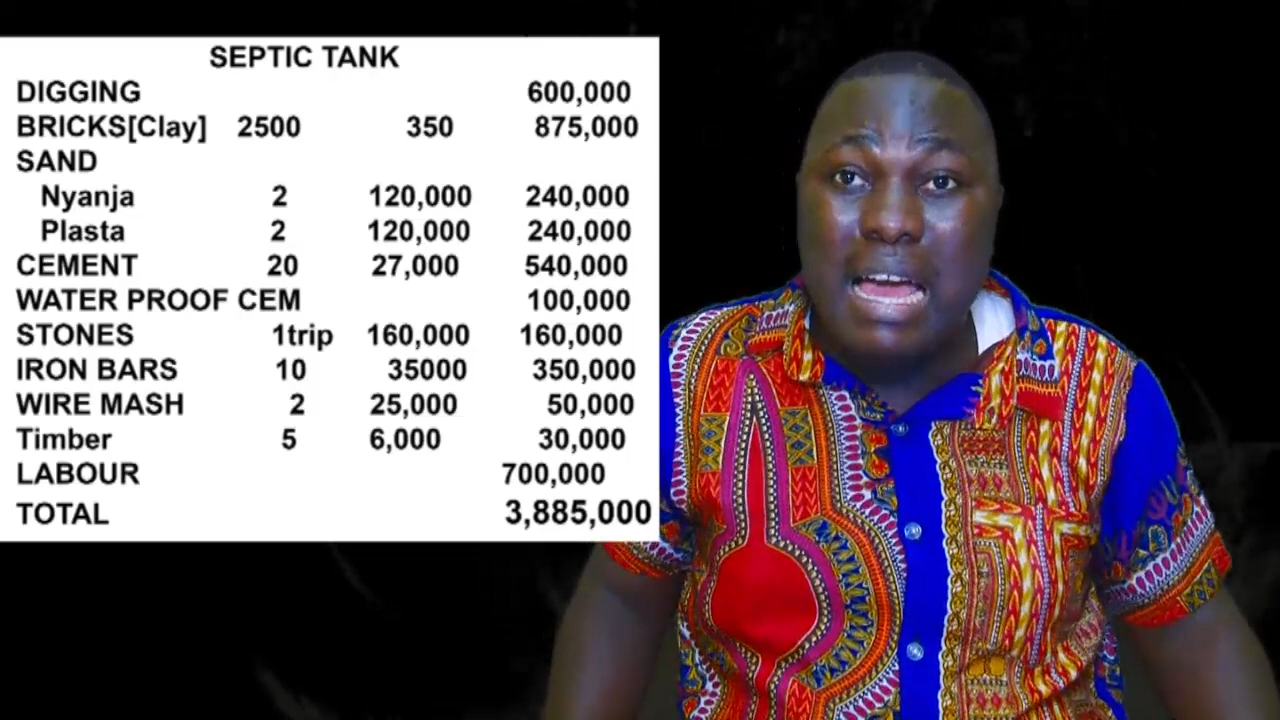 SEPTIC TANK
DIGGING 600,000
BRICKS[Clay] 2500 350 875,000
SAND
Nyanja 2 120,000 240,000
Plasta 2 120,000 240,000
CEMENT 20 27,000 540,000
WATER PROOF CEM 100,000
STONES 1trip 160,000 160,000
IRON BARS 10 35000 350,000
WIRE MASH 2 25,000 50,000
Timber 5 6,000 30,000
LABOUR 700,000
TOTAL 3,885,000